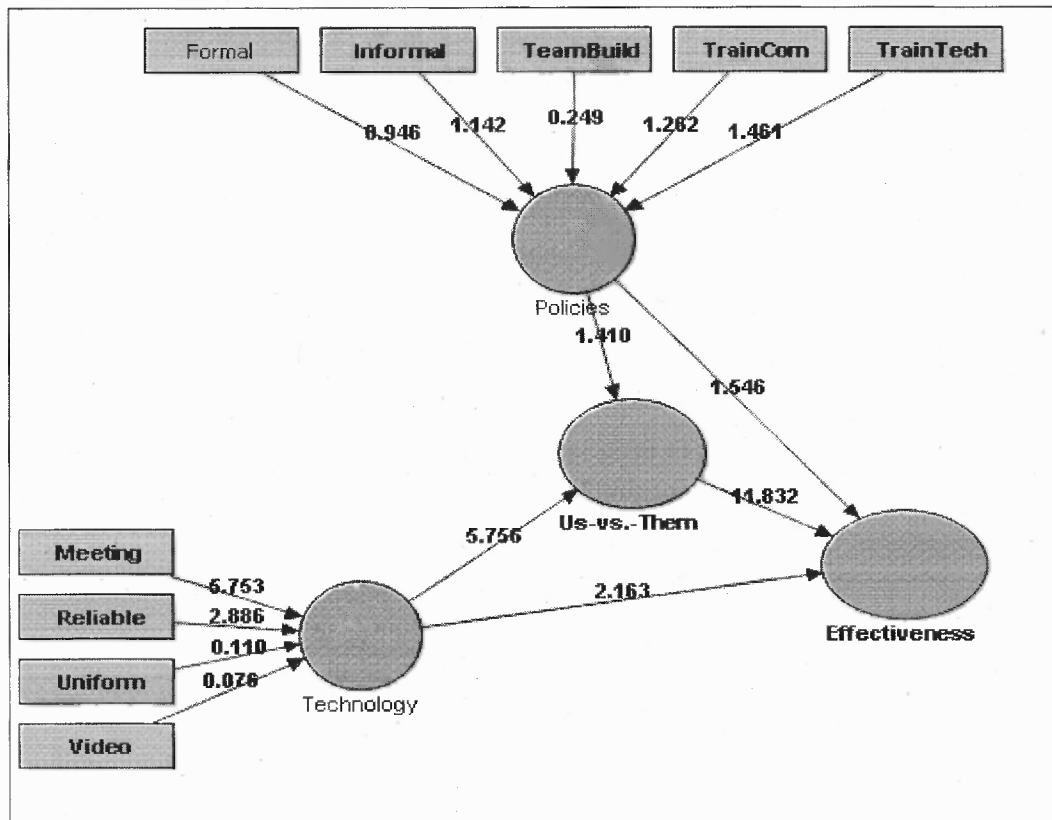 Formal
Informal
TeamBuild
TrainCom
TrainTech
0.946
1.142
0.249
1.262
1.461
Policies
1.410
1.546
Us-vs.-Them
11.832
5.756
Meeting
5.753
Reliable
2.886
2.163
Uniform
0.110
Effectiveness
0.076
Technology
Video